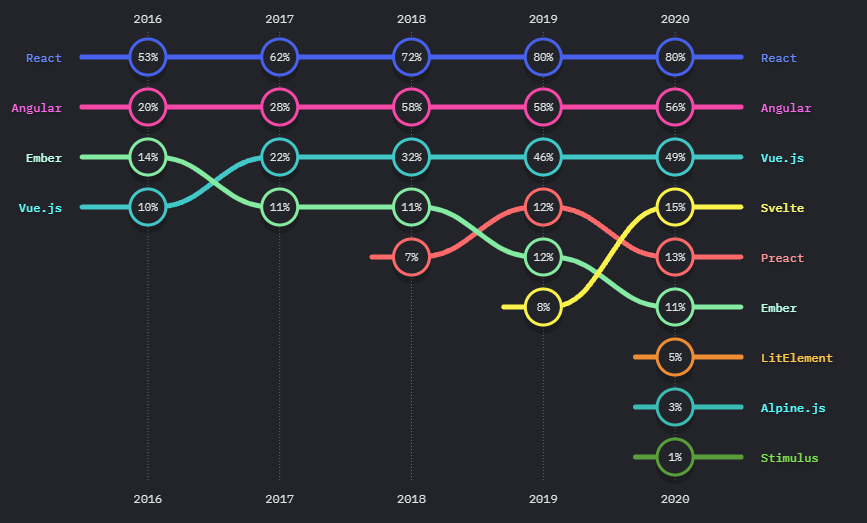 2016 2017 2018 2019 2020
React 53% 62% 72% 80% 80% React
Angular 20% 28% 58% 58% 56% Angular
Ember 14% 22% 32% 46% 49% Vue.js
Vue.js 10% 11% 11% 12% 15% Svelte
7% 12% 13% Preact
8% 11% Ember
5% LitElement
3% Alpine.js
1% Stimulus
2016 2017 2018 2019 2020